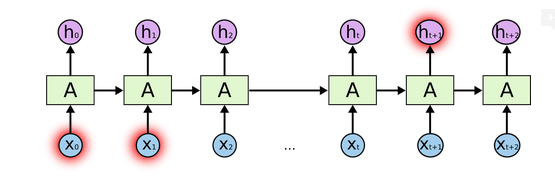 h₀ h₁ h₂ hₜ hₜ₊₁ hₜ₊₂
A A A A A A
x₀ x₁ x₂ ... xₜ xₜ₊₁ xₜ₊₂